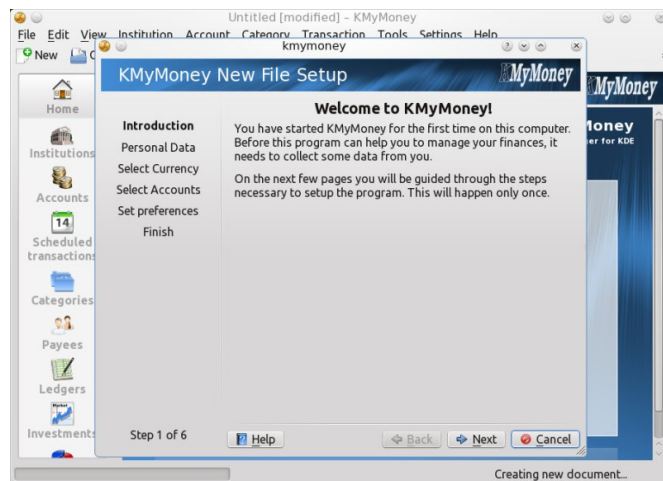 Untitled [modified] – KMyMoney
File Edit View Institution Account Category Transaction Tools Settings Help
New
kmymoney
KMyMoney New File Setup
MyMoney
MyMoney
Home
Institutions
Accounts
14
Scheduled
transactions
Categories
Payees
Ledgers
Investments
Introduction
Personal Data
Select Currency
Select Accounts
Set preferences
Finish
Step 1 of 6
Welcome to KMyMoney!
You have started KMyMoney for the first time on this computer.
Before this program can help you to manage your finances, it
needs to collect some data from you.
On the next few pages you will be guided through the steps
necessary to setup the program. This will happen only once.
Help
Back
Next
Cancel
for KDE
Creating new document...